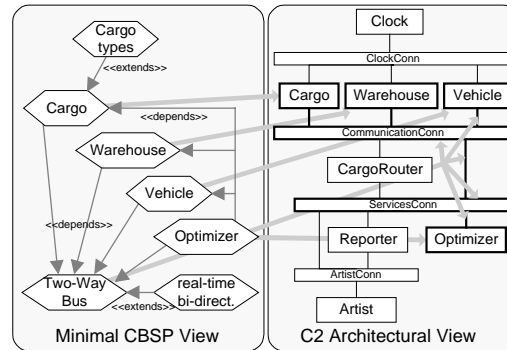 Cargo
types
<<extends>>
Cargo
<<depends>>
Warehouse
Vehicle
<<depends>>
Optimizer
Two-Way
Bus
real-time
bi-direct.
<<extends>>
Minimal CBSP View
Clock
ClockConn
Cargo
Warehouse
Vehicle
CommunicationConn
CargoRouter
ServicesConn
Reporter
Optimizer
ArtistConn
Artist
C2 Architectural View